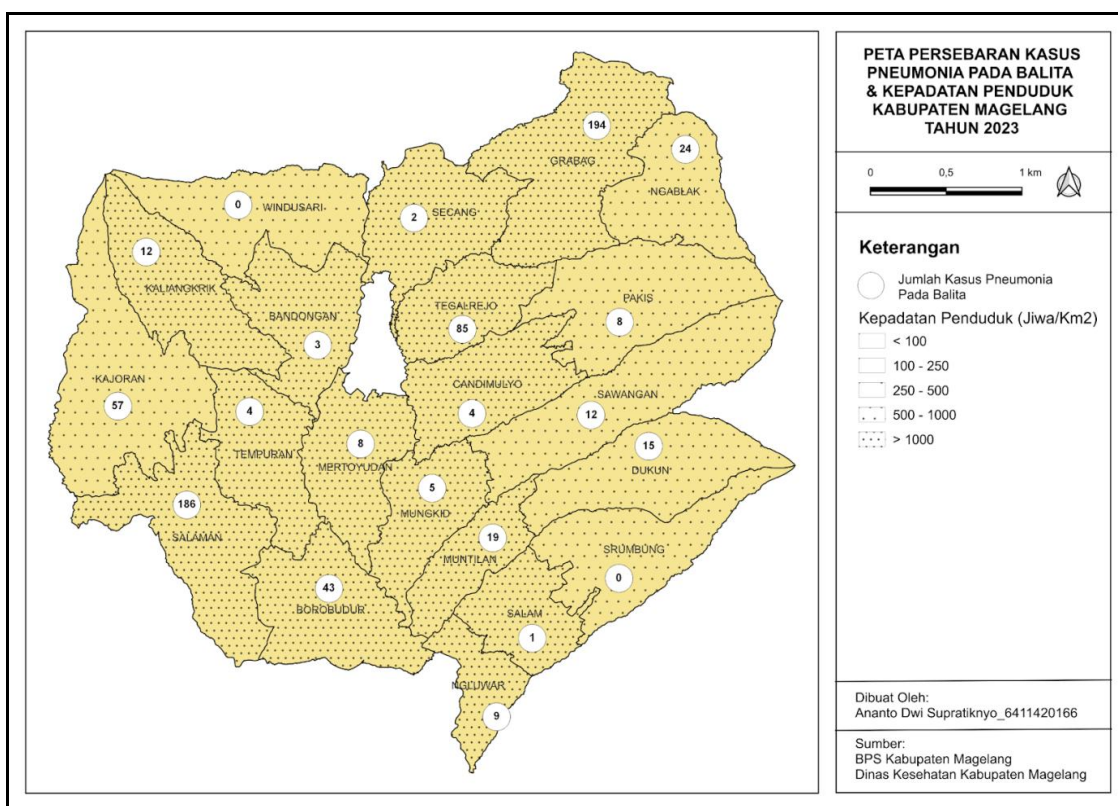 PETA PERSEBARAN KASUS
PNEUMONIA PADA BALITA
& KEPADATAN PENDUDUK
KABUPATEN MAGELANG
TAHUN 2023
0 0,5 1 km
Keterangan
Jumlah Kasus Pneumonia
Pada Balita
Kepadatan Penduduk (Jiwa/Km2)
< 100
100 - 250
250 - 500
500 - 1000
> 1000
Dibuat Oleh:
Ananto Dwi Supratiknyo_6411420166
Sumber:
BPS Kabupaten Magelang
Dinas Kesehatan Kabupaten Magelang
194
GRABAG
24
NGABLAK
0
WINDUSARI
2
SECANG
12
KALIANGKRIK
BANDONGAN
3
TEGALREJO
85
PAKIS
8
KAJORAN
57
4
TEMPURAN
8
MERTOYUDAN
CANDIMULYO
4
SAWANGAN
12
15
DUKUN
5
MUNGKID
186
SALAMAN
19
MUNTILAN
SRUMBUNG
0
43
BOROBUDUR
SALAM
1
NGLUWAR
9